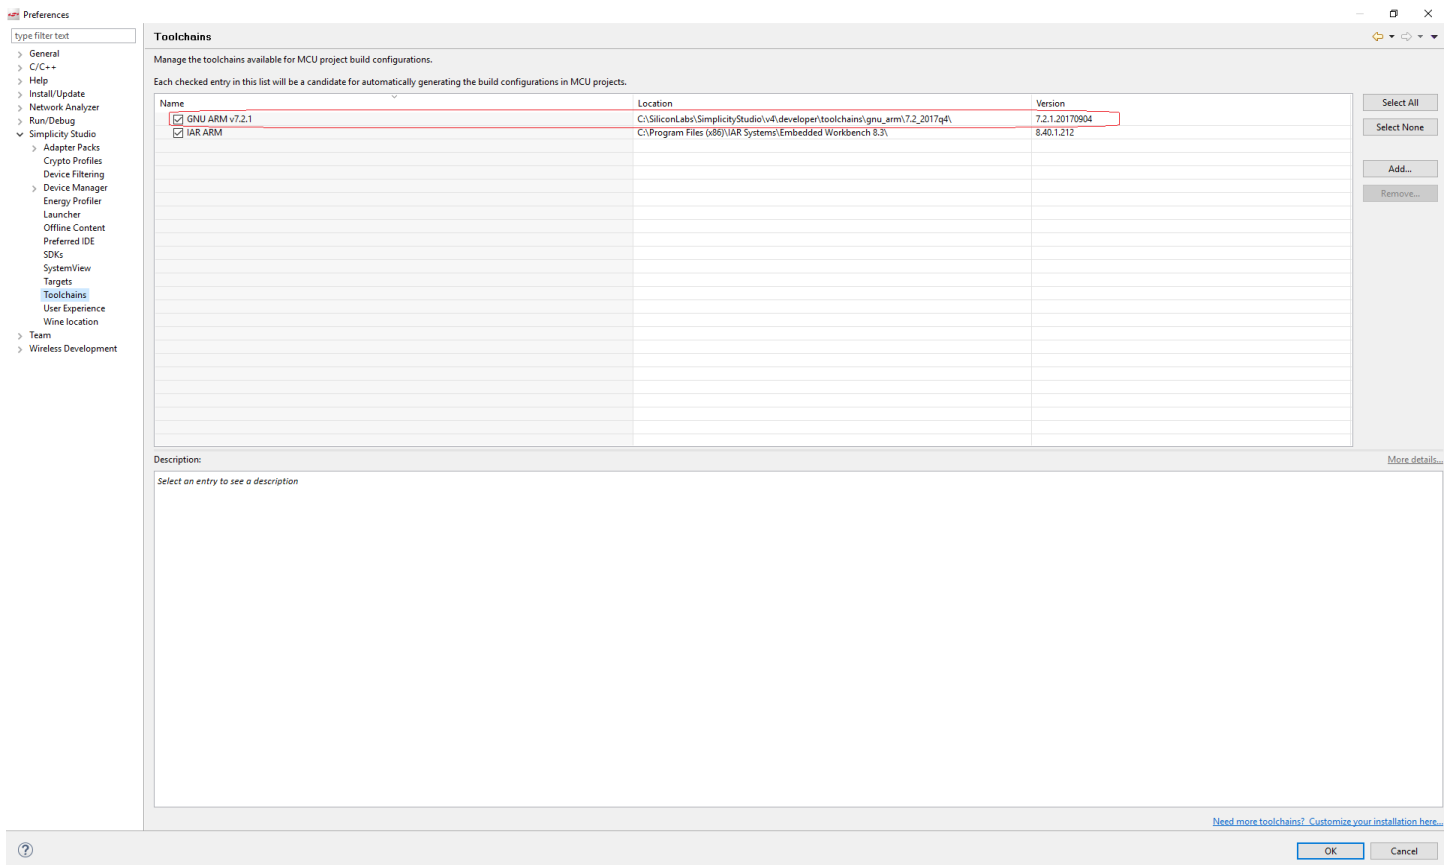 Preferences
type filter text
General
C/C++
Help
Install/Update
Network Analyzer
Run/Debug
Simplicity Studio
Adapter Packs
Crypto Profiles
Device Filtering
Device Manager
Energy Profiler
Launcher
Offline Content
Preferred IDE
SDKs
SystemView
Targets
Toolchains
User Experience
Wine location
Team
Wireless Development
Toolchains
Manage the toolchains available for MCU project build configurations.
Each checked entry in this list will be a candidate for automatically generating the build configurations in MCU projects.
Name Location Version
GNU ARM v7.2.1 C:\SiliconLabs\SimplicityStudio\v4\developer\toolchains\gnu_arm\7.2_2017q4\ 7.2.1.20170904
IAR ARM C:\Program Files (x86)\IAR Systems\Embedded Workbench 8.3\ 8.40.1.212
Select All
Select None
Add...
Remove...
Description: More details...
Select an entry to see a description
Need more toolchains? Customize your installation here...
OK Cancel